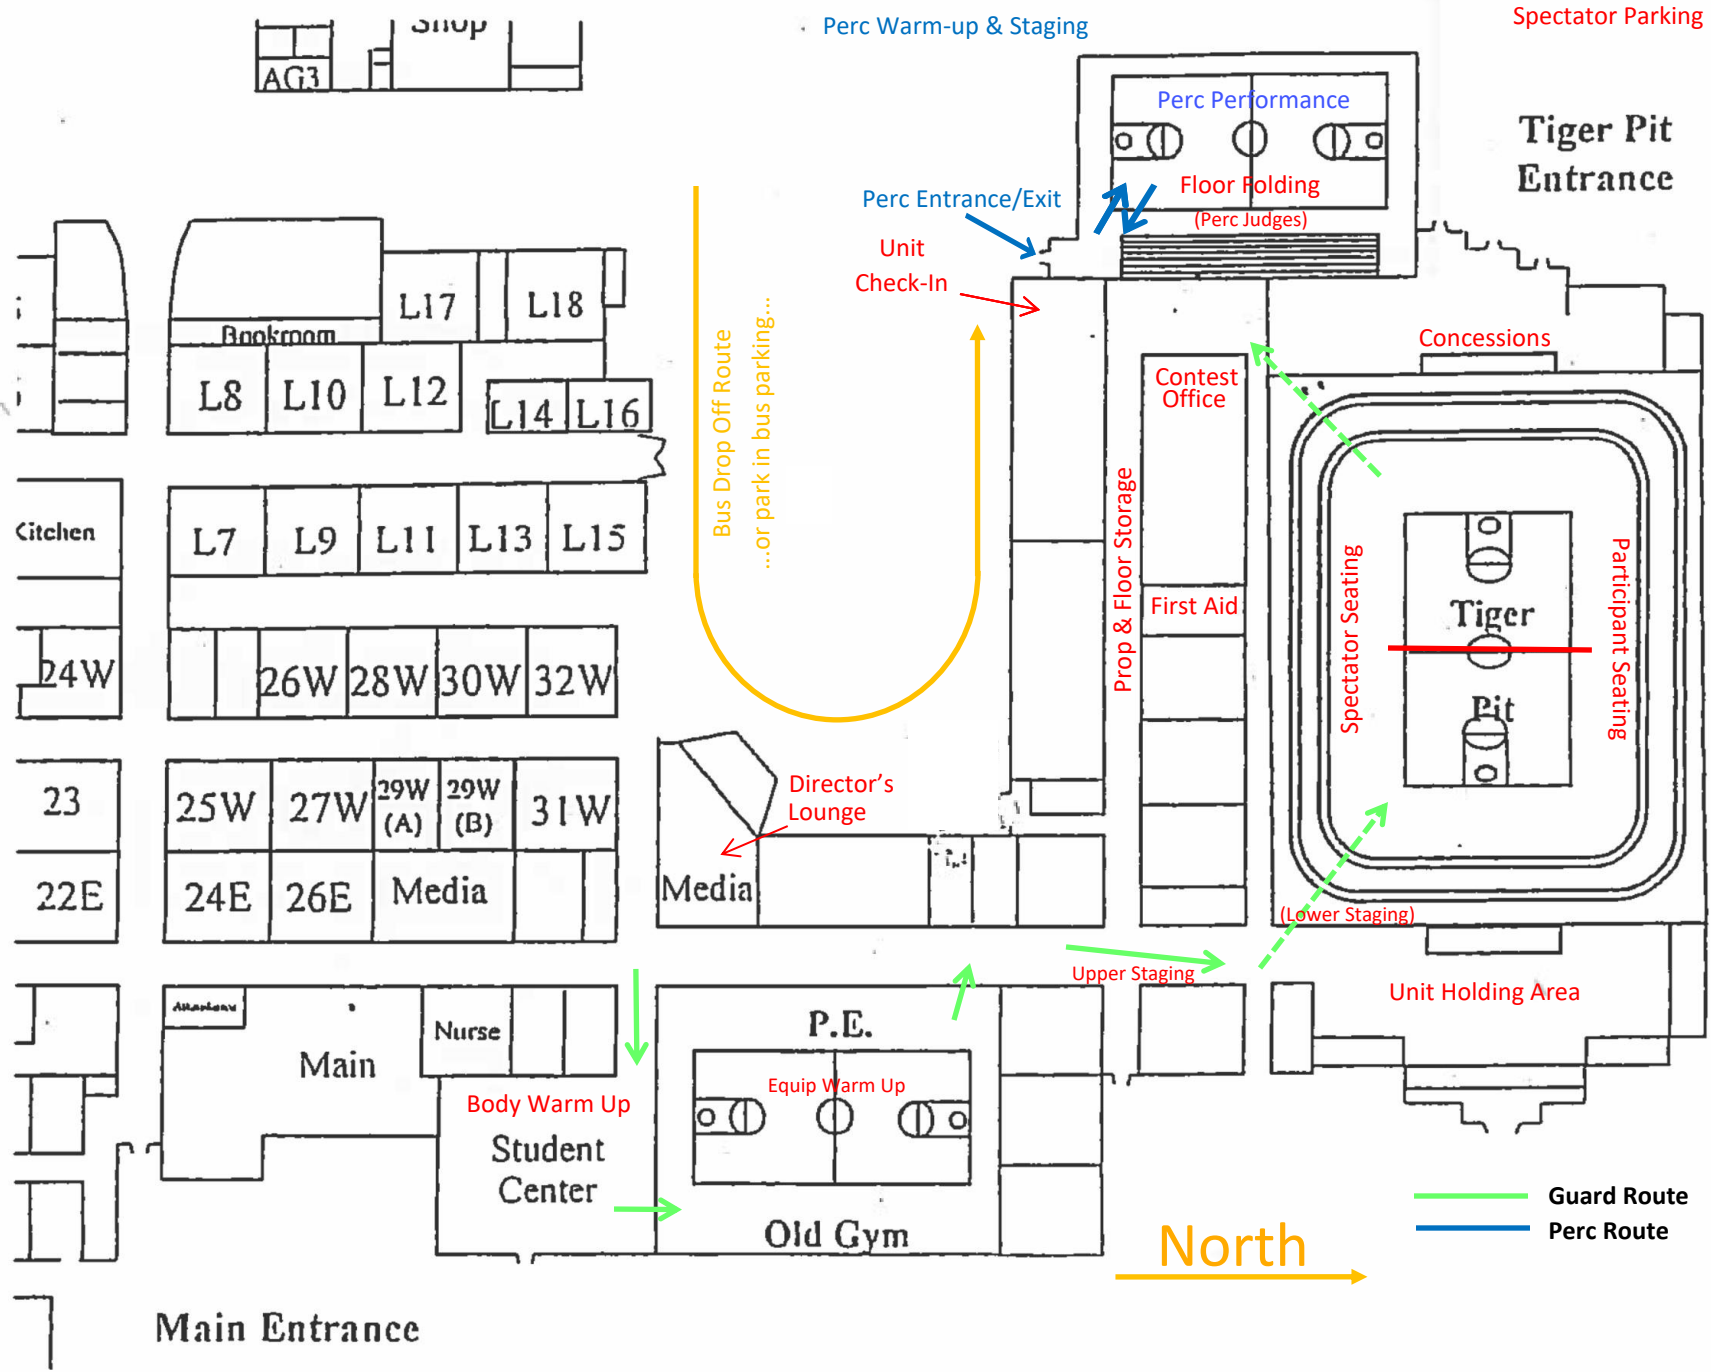 Shop
AG3
Perc Warm-up & Staging
Spectator Parking
Perc Performance
Tiger Pit
Entrance
Floor Folding
(Perc Judges)
Perc Entrance/Exit
Unit
Check-In
L17
L18
Bookroom
L8
L10
L12
L14
L16
Bus Drop Off Route
...or park in bus parking...
Concessions
Contest
Office
Kitchen
L7
L9
L11
L13
L15
Prop & Floor Storage
First Aid
Spectator Seating
Tiger
Pit
Participant Seating
24W
26W
28W
30W
32W
23
25W
27W
29W
(A)
29W
(B)
31W
Director's
Lounge
22E
24E
26E
Media
Media
(Lower Staging)
Upper Staging
Unit Holding Area
Attendance
Main
Nurse
P.E.
Equip Warm Up
Body Warm Up
Student
Center
Old Gym
Guard Route
Perc Route
North
Main Entrance